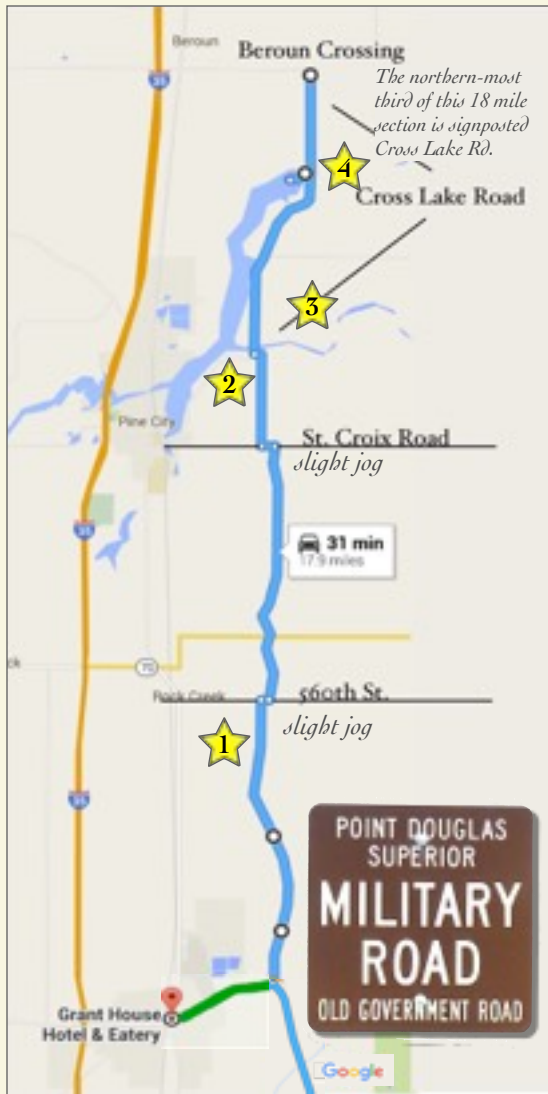 Beroun
Beroun Crossing
35
The northern-most
third of this 18 mile
section is signposted
Cross Lake Rd.
4
Cross Lake Road
3
2
Pine City
St. Croix Road
slight jog
35
31 min
17.9 miles
ck
70
Rock Creek
560th St.
slight jog
1
35
POINT DOUGLAS
SUPERIOR
MILITARY
ROAD
OLD GOVERNMENT ROAD
Grant House
Hotel & Eatery
Google